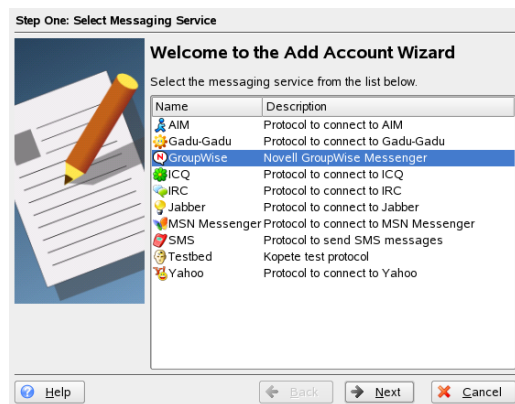 Step One: Select Messaging Service
Welcome to the Add Account Wizard
Select the messaging service from the list below.
Name Description
AIM Protocol to connect to AIM
Gadu-Gadu Protocol to connect to Gadu-Gadu
GroupWise Novell GroupWise Messenger
ICQ Protocol to connect to ICQ
IRC Protocol to connect to IRC
Jabber Protocol to connect to Jabber
MSN Messenger Protocol to connect to MSN Messenger
SMS Protocol to send SMS messages
Testbed Kopete test protocol
Yahoo Protocol to connect to Yahoo
Help Back Next Cancel